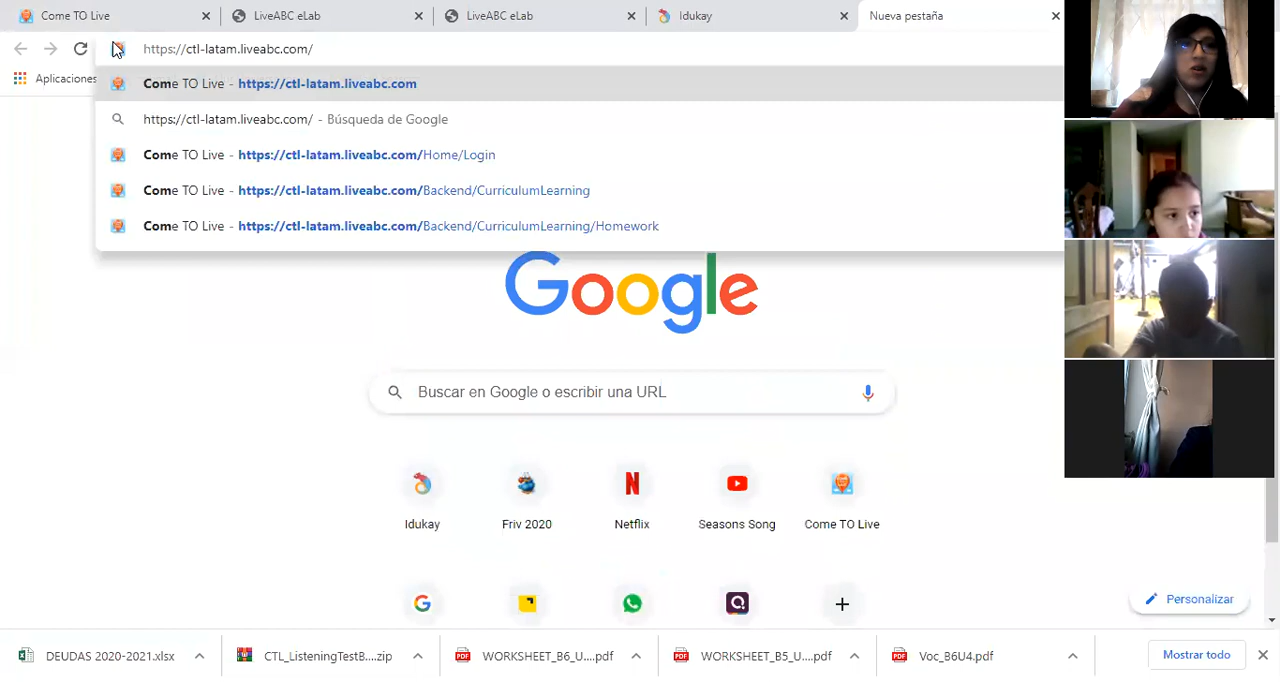 Come TO Live
LiveABC eLab
LiveABC eLab
Idukay
Nueva pestaña
https://ctl-latam.liveabc.com/
Aplicaciones
Come TO Live - https://ctl-latam.liveabc.com
https://ctl-latam.liveabc.com/ - Búsqueda de Google
Come TO Live - https://ctl-latam.liveabc.com/Home/Login
Come TO Live - https://ctl-latam.liveabc.com/Backend/CurriculumLearning
Come TO Live - https://ctl-latam.liveabc.com/Backend/CurriculumLearning/Homework
Google
Buscar en Google o escribir una URL
Idukay
Friv 2020
Netflix
Seasons Song
Come TO Live
Personalizar
DEUDAS 2020-2021.xlsx
CTL_ListeningTestB....zip
WORKSHEET_B6_U....pdf
WORKSHEET_B5_U....pdf
Voc_B6U4.pdf
Mostrar todo